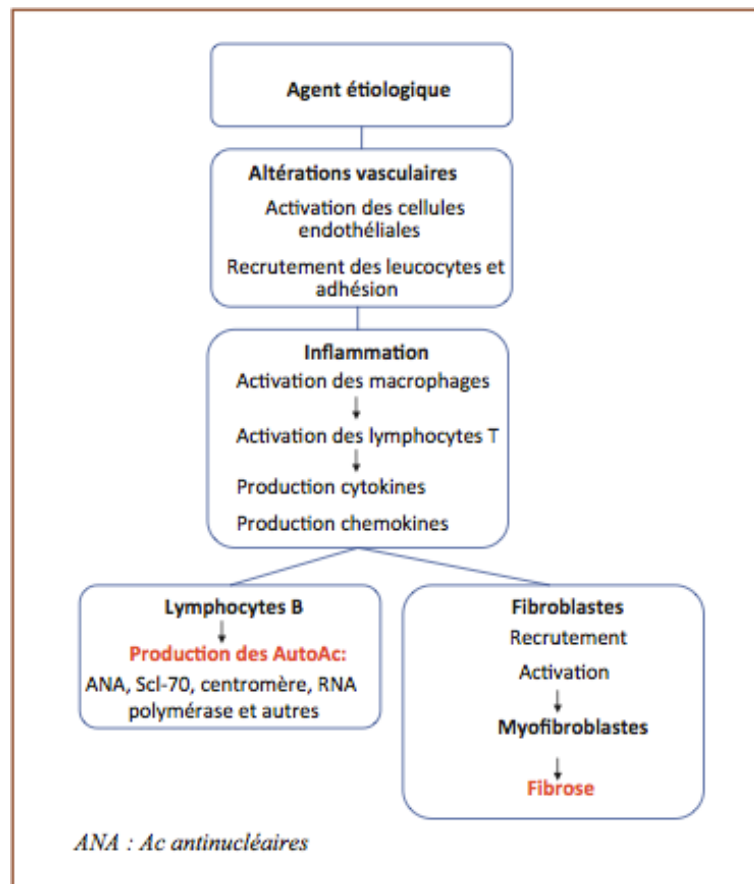 Agent étiologique
Altérations vasculaires
Activation des cellules
endothéliales
Recrutement des leucocytes et
adhésion
Inflammation
Activation des macrophages
Activation des lymphocytes T
Production cytokines
Production chemokines
Lymphocytes B
Production des AutoAc:
ANA, Scl-70, centromère, RNA
polymérase et autres
Fibroblastes
Recrutement
Activation
Myofibroblastes
Fibrose
ANA : Ac antinucléaires